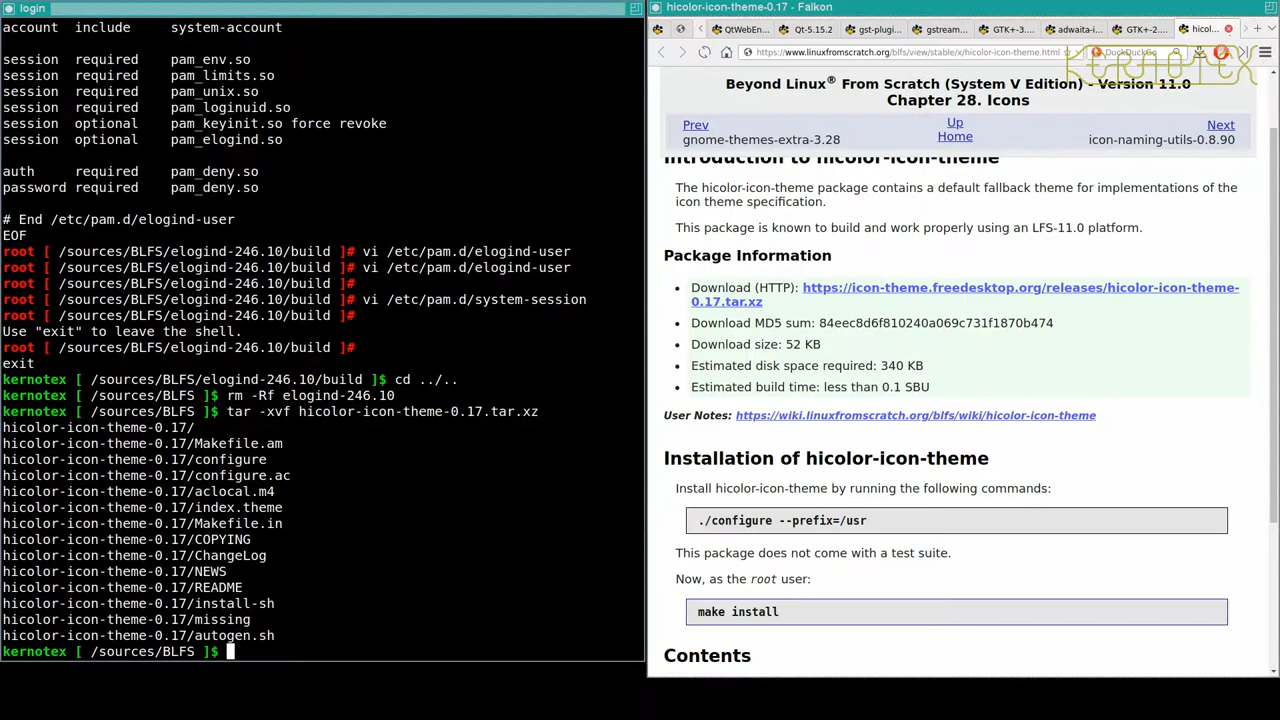 login
account  include     system-account
session  required    pam_env.so
session  required    pam_limits.so
session  required    pam_unix.so
session  required    pam_loginuid.so
session  optional    pam_keyinit.so force revoke
session  optional    pam_elogind.so
auth     required    pam_deny.so
password required    pam_deny.so
# End /etc/pam.d/elogind-user
EOF
root [ /sources/BLFS/elogind-246.10/build ]# vi /etc/pam.d/elogind-user
root [ /sources/BLFS/elogind-246.10/build ]# vi /etc/pam.d/elogind-user
root [ /sources/BLFS/elogind-246.10/build ]#
root [ /sources/BLFS/elogind-246.10/build ]# vi /etc/pam.d/system-session
root [ /sources/BLFS/elogind-246.10/build ]#
Use "exit" to leave the shell.
root [ /sources/BLFS/elogind-246.10/build ]#
exit
kernotex [ /sources/BLFS/elogind-246.10/build ]$ cd ../..
kernotex [ /sources/BLFS ]$ rm -Rf elogind-246.10
kernotex [ /sources/BLFS ]$ tar -xvf hicolor-icon-theme-0.17.tar.xz
hicolor-icon-theme-0.17/
hicolor-icon-theme-0.17/Makefile.am
hicolor-icon-theme-0.17/configure
hicolor-icon-theme-0.17/configure.ac
hicolor-icon-theme-0.17/aclocal.m4
hicolor-icon-theme-0.17/index.theme
hicolor-icon-theme-0.17/Makefile.in
hicolor-icon-theme-0.17/COPYING
hicolor-icon-theme-0.17/ChangeLog
hicolor-icon-theme-0.17/NEWS
hicolor-icon-theme-0.17/README
hicolor-icon-theme-0.17/install-sh
hicolor-icon-theme-0.17/missing
hicolor-icon-theme-0.17/autogen.sh
kernotex [ /sources/BLFS ]$
hicolor-icon-theme-0.17 - Falkon
QtWebEn... Qt-5.15.2 gst-plugi... gstream... GTK+-3.... adwaita-i... GTK+-2.... hicol...
https://www.linuxfromscratch.org/blfs/view/stable/x/hicolor-icon-theme.html DuckDuckGo
KERNOTEX
Beyond Linux® From Scratch (System V Edition) - Version 11.0
Chapter 28. Icons
Prev Up Next
gnome-themes-extra-3.28 Home icon-naming-utils-0.8.90
Introduction to hicolor-icon-theme
The hicolor-icon-theme package contains a default fallback theme for implementations of the
icon theme specification.
This package is known to build and work properly using an LFS-11.0 platform.
Package Information
• Download (HTTP): https://icon-theme.freedesktop.org/releases/hicolor-icon-theme-
0.17.tar.xz
• Download MD5 sum: 84eec8d6f810240a069c731f1870b474
• Download size: 52 KB
• Estimated disk space required: 340 KB
• Estimated build time: less than 0.1 SBU
User Notes: https://wiki.linuxfromscratch.org/blfs/wiki/hicolor-icon-theme
Installation of hicolor-icon-theme
Install hicolor-icon-theme by running the following commands:
./configure --prefix=/usr
This package does not come with a test suite.
Now, as the root user:
make install
Contents